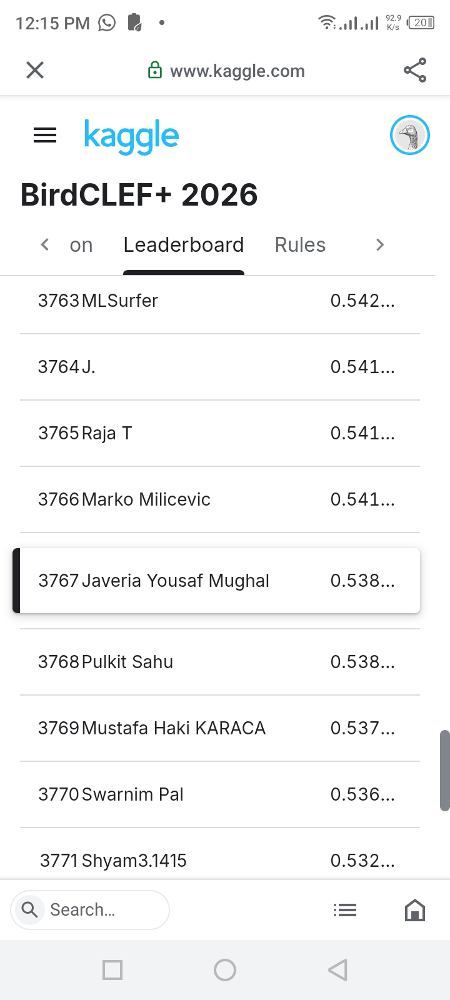 12:15 PM 92.9 K/s 20
www.kaggle.com
kaggle
BirdCLEF+ 2026
on Leaderboard Rules
3763 MLSurfer 0.542...
3764 J. 0.541...
3765 Raja T 0.541...
3766 Marko Milicevic 0.541...
3767 Javeria Yousaf Mughal 0.538...
3768 Pulkit Sahu 0.538...
3769 Mustafa Haki KARACA 0.537...
3770 Swarnim Pal 0.536...
3771 Shyam3.1415 0.532...
Search...